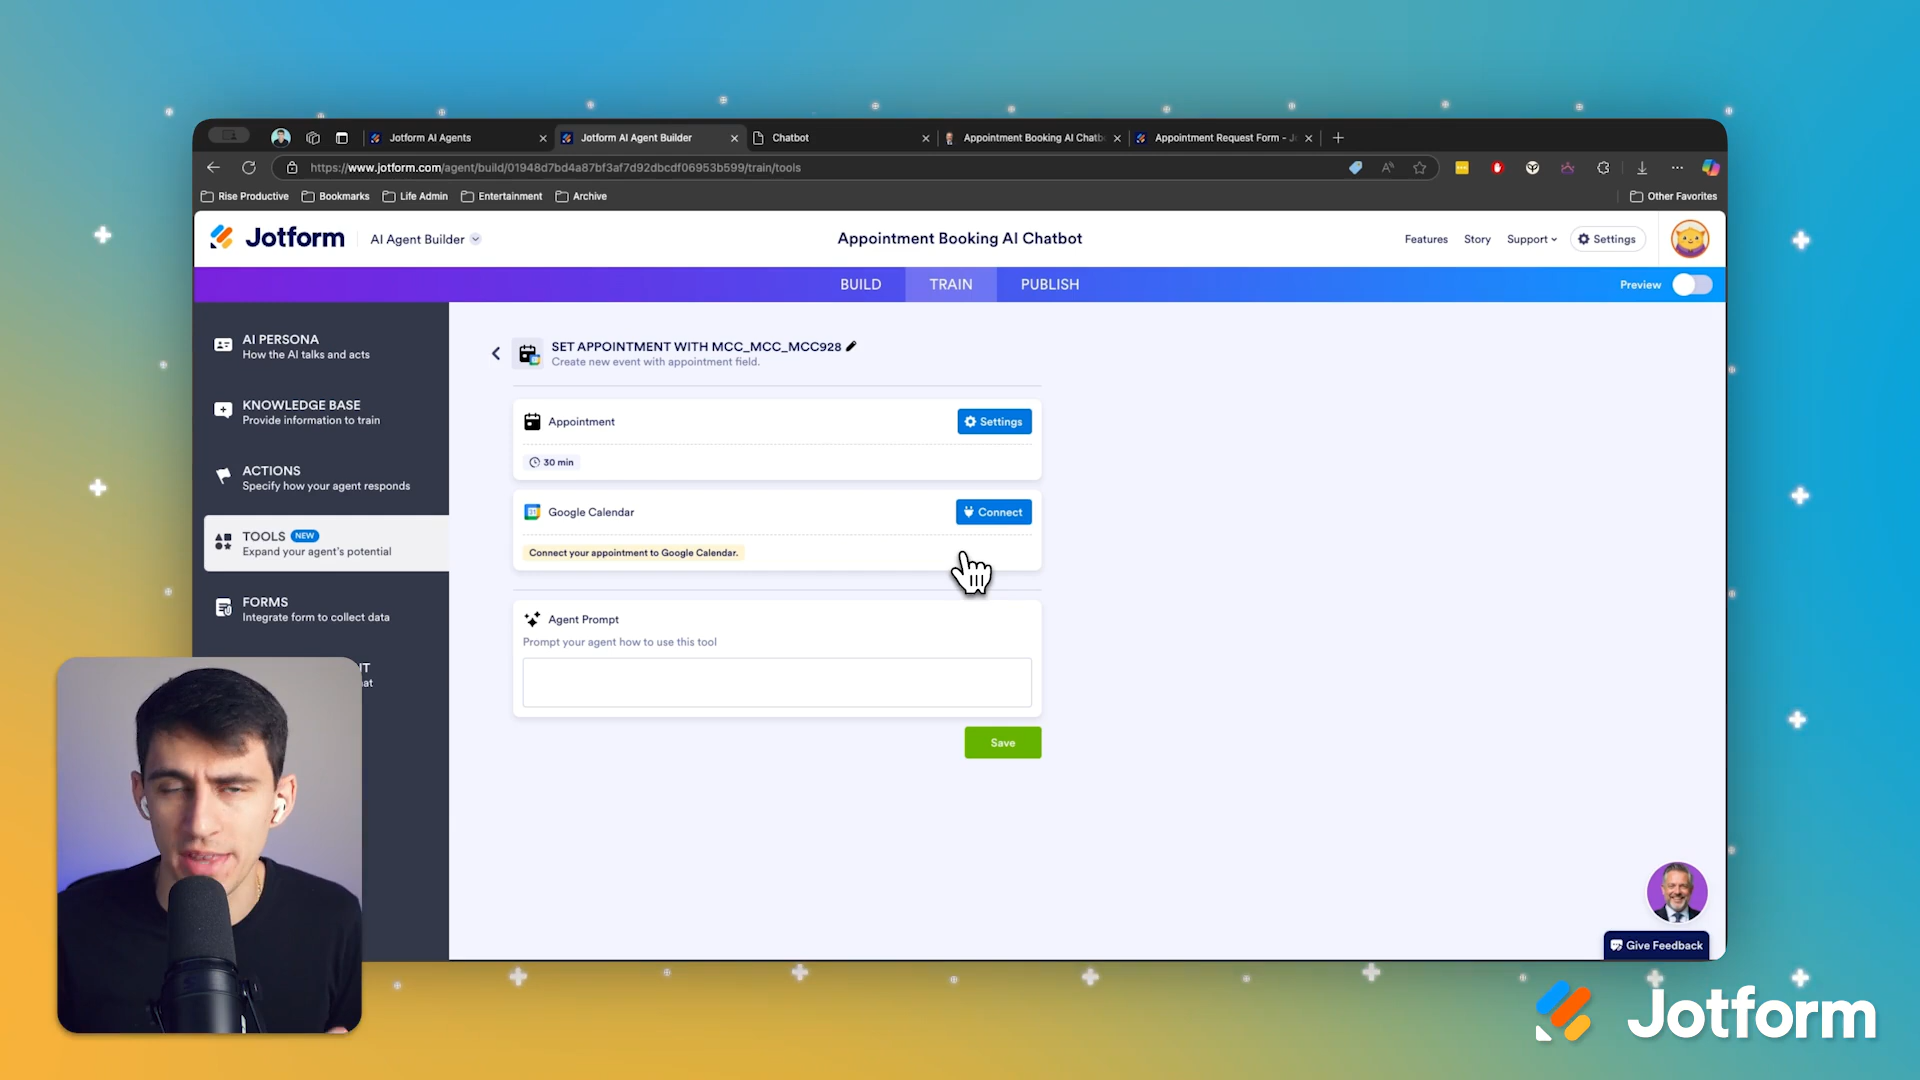 Jotform AI Agents
Jotform AI Agent Builder
Chatbot
Appointment Booking AI Chatb
Appointment Request Form - Jo
https://www.jotform.com/agent/build/01948d7bd4a87bf3af7d92dbcdf06953b599/train/tools
Rise Productive
Bookmarks
Life Admin
Entertainment
Archive
Other Favorites
Jotform
AI Agent Builder
Appointment Booking AI Chatbot
Features
Story
Support
Settings
BUILD
TRAIN
PUBLISH
Preview
AI PERSONA
How the AI talks and acts
KNOWLEDGE BASE
Provide information to train
ACTIONS
Specify how your agent responds
TOOLS NEW
Expand your agent's potential
FORMS
Integrate form to collect data
IT
at
SET APPOINTMENT WITH MCC_MCC_MCC928
Create new event with appointment field.
Appointment
Settings
30 min
Google Calendar
Connect
Connect your appointment to Google Calendar.
Agent Prompt
Prompt your agent how to use this tool
Save
Give Feedback
Jotform